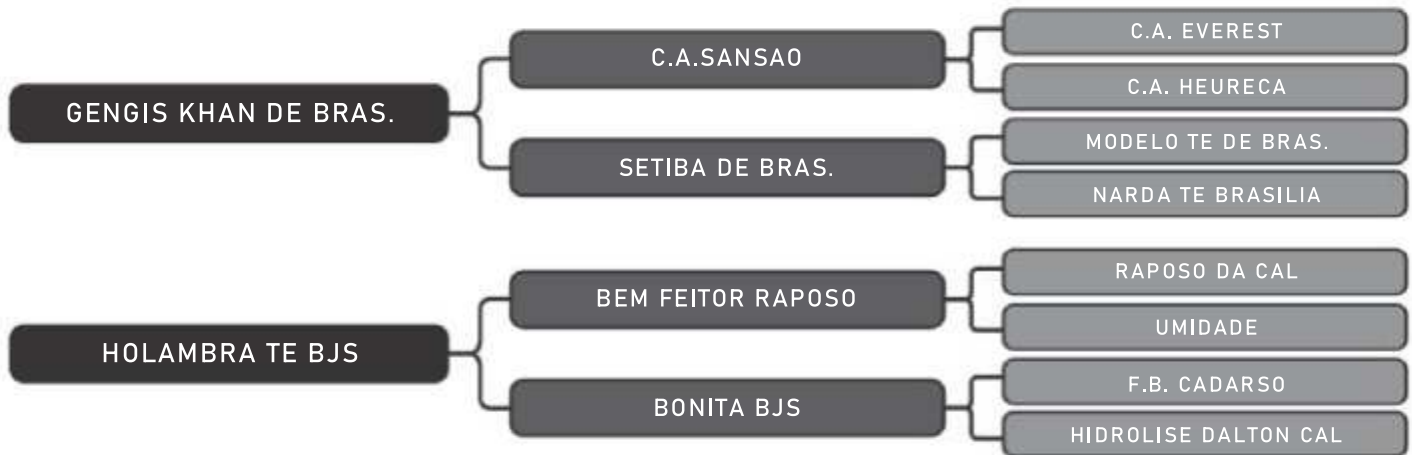 GENGIS KHAN DE BRAS.
C.A.SANSAO
C.A. EVEREST
C.A. HEURECA
SETIBA DE BRAS.
MODELO TE DE BRAS.
NARDA TE BRASILIA
HOLAMBRA TE BJS
BEM FEITOR RAPOSO
RAPOSO DA CAL
UMIDADE
BONITA BJS
F.B. CADARSO
HIDROLISE DALTON CAL